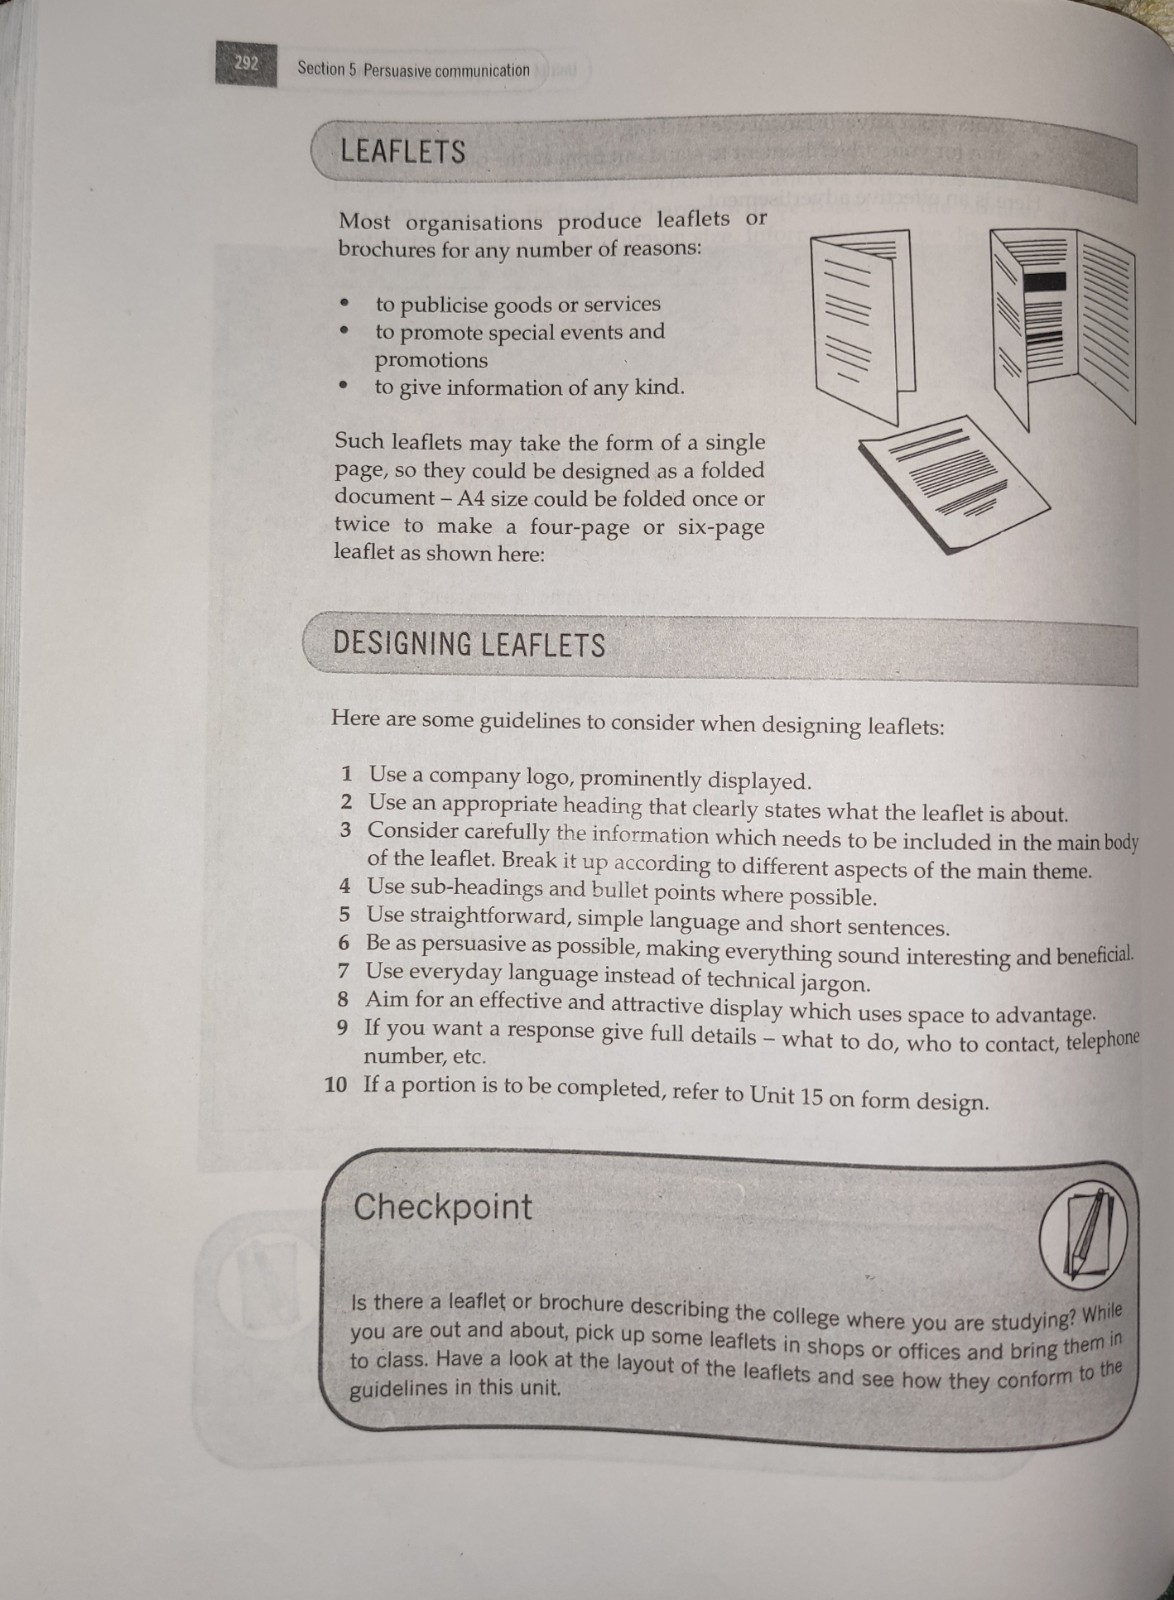 292
Section 5 Persuasive communication
LEAFLETS
Most organisations produce leaflets or
brochures for any number of reasons:
• to publicise goods or services
• to promote special events and
promotions
• to give information of any kind.
Such leaflets may take the form of a single
page, so they could be designed as a folded
document – A4 size could be folded once or
twice to make a four-page or six-page
leaflet as shown here:
DESIGNING LEAFLETS
Here are some guidelines to consider when designing leaflets:
1 Use a company logo, prominently displayed.
2 Use an appropriate heading that clearly states what the leaflet is about.
3 Consider carefully the information which needs to be included in the main body
of the leaflet. Break it up according to different aspects of the main theme.
4 Use sub-headings and bullet points where possible.
5 Use straightforward, simple language and short sentences.
6 Be as persuasive as possible, making everything sound interesting and beneficial.
7 Use everyday language instead of technical jargon.
8 Aim for an effective and attractive display which uses space to advantage.
9 If you want a response give full details – what to do, who to contact, telephone
number, etc.
10 If a portion is to be completed, refer to Unit 15 on form design.
Checkpoint
Is there a leaflet or brochure describing the college where you are studying? While
you are out and about, pick up some leaflets in shops or offices and bring them in
to class. Have a look at the layout of the leaflets and see how they conform to the
guidelines in this unit.